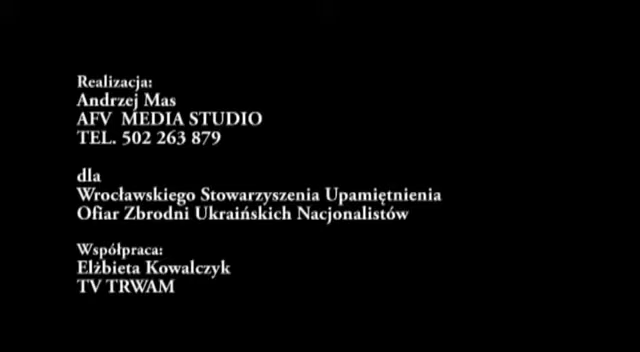 Realizacja:
Andrzej Mas
AFV MEDIA STUDIO
TEL. 502 263 879
dla
Wrocławskiego Stowarzyszenia Upamiętnienia
Ofiar Zbrodni Ukraińskich Nacjonalistów
Współpraca:
Elżbieta Kowalczyk
TV TRWAM